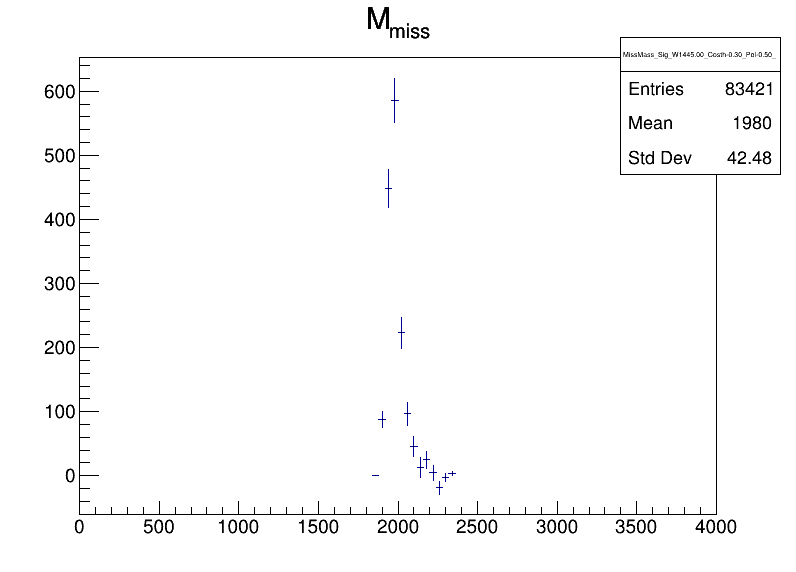 M_miss
MissMass_Sig_W1445.00_Costh-0.30_Pol-0.50_
Entries 83421
Mean 1980
Std Dev 42.48
600
500
400
300
200
100
0
0 500 1000 1500 2000 2500 3000 3500 4000